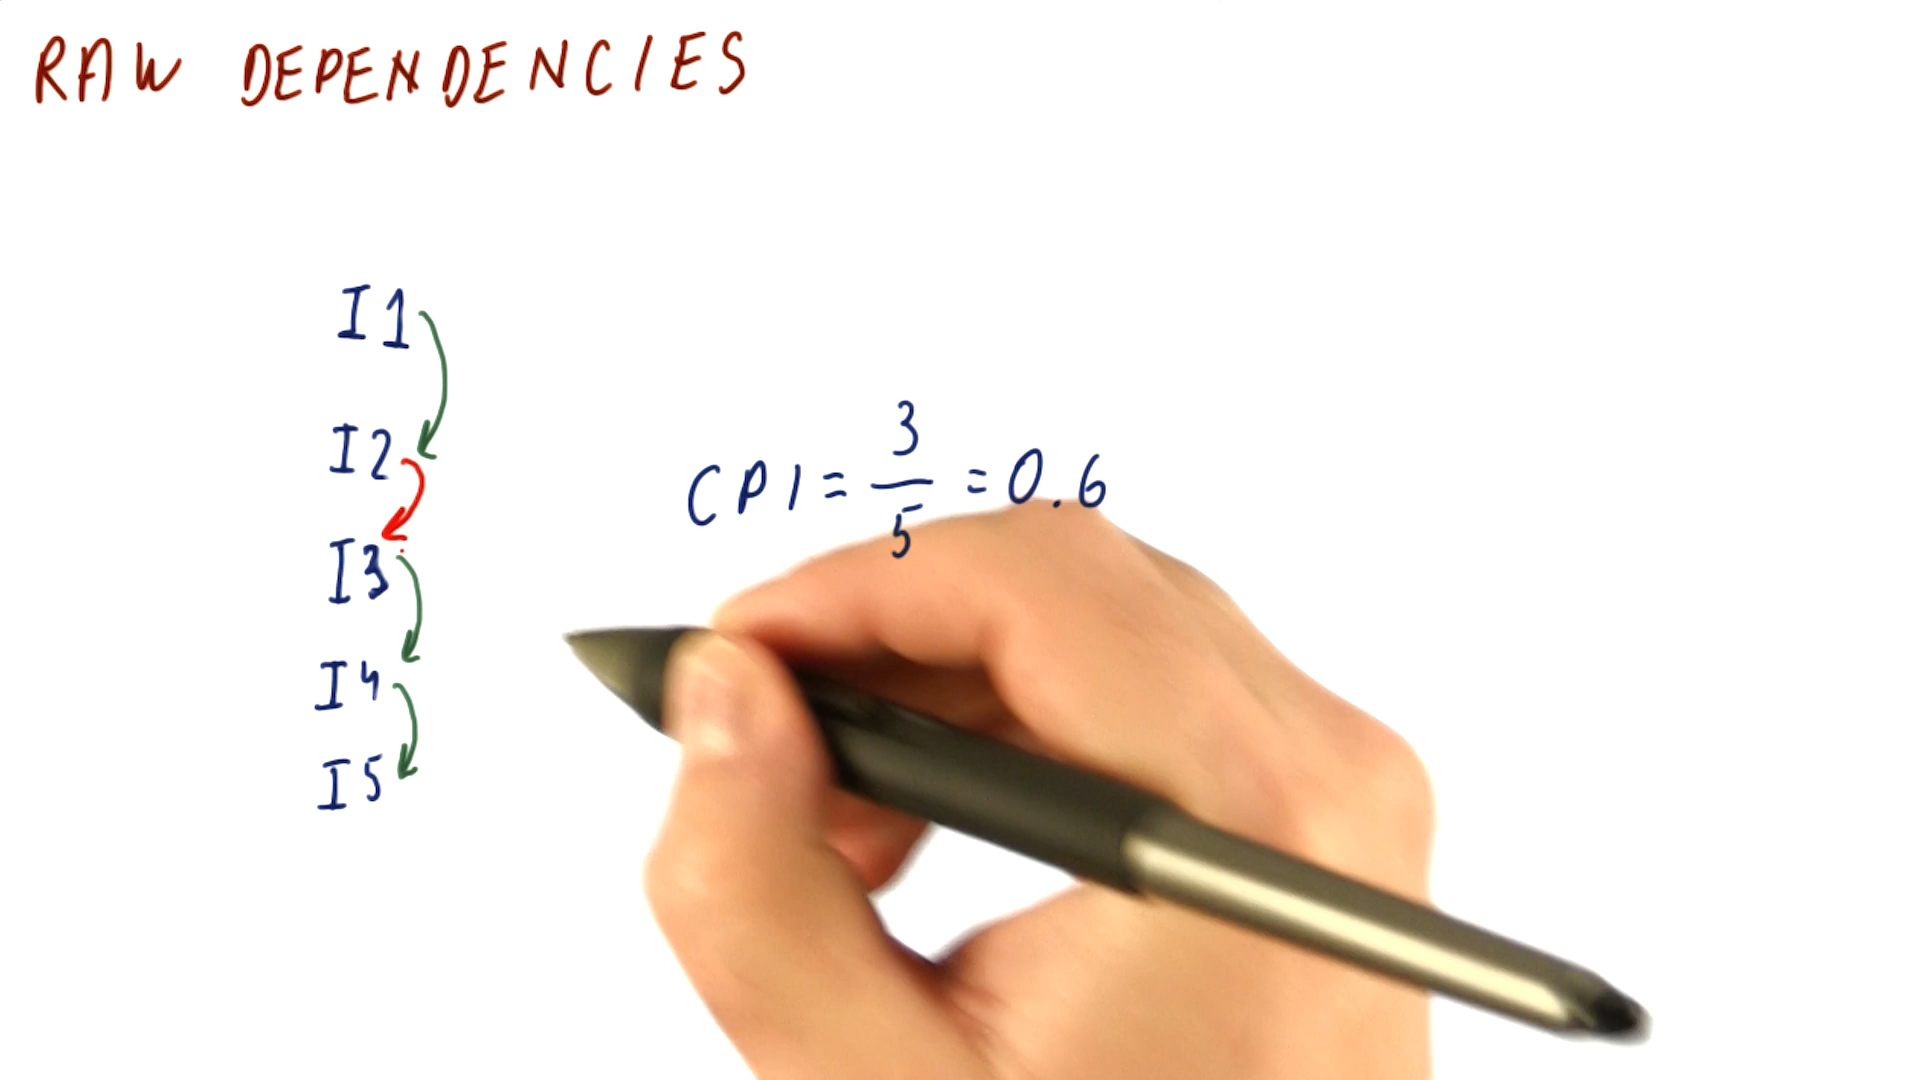 RAW DEPENDENCIES
I1
I2
I3
I4
I5
CPI = 3/5 = 0.6